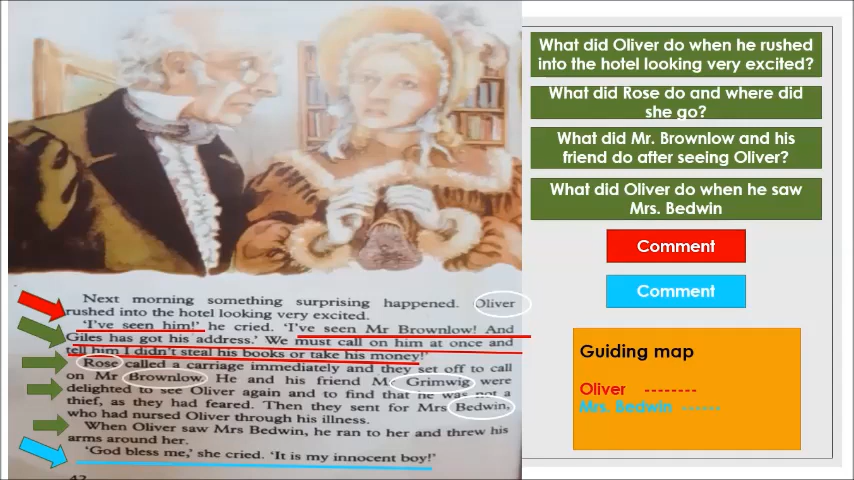 Next morning something surprising happened. Oliver
rushed into the hotel looking very excited.
'I've seen him!' he cried. 'I've seen Mr Brownlow! And
Giles has got his address.' We must call on him at once and
tell him I didn't steal his books or take his money!'
Rose called a carriage immediately and they set off to call
on Mr Brownlow. He and his friend Mr Grimwig were
delighted to see Oliver again and to find that he was not a
thief, as they had feared. Then they sent for Mrs Bedwin,
who had nursed Oliver through his illness.
When Oliver saw Mrs Bedwin, he ran to her and threw his
arms around her.
'God bless me,' she cried. 'It is my innocent boy!'
What did Oliver do when he rushed
into the hotel looking very excited?
What did Rose do and where did
she go?
What did Mr. Brownlow and his
friend do after seeing Oliver?
What did Oliver do when he saw
Mrs. Bedwin
Comment
Comment
Guiding map
Oliver --------
Mrs. Bedwin ------